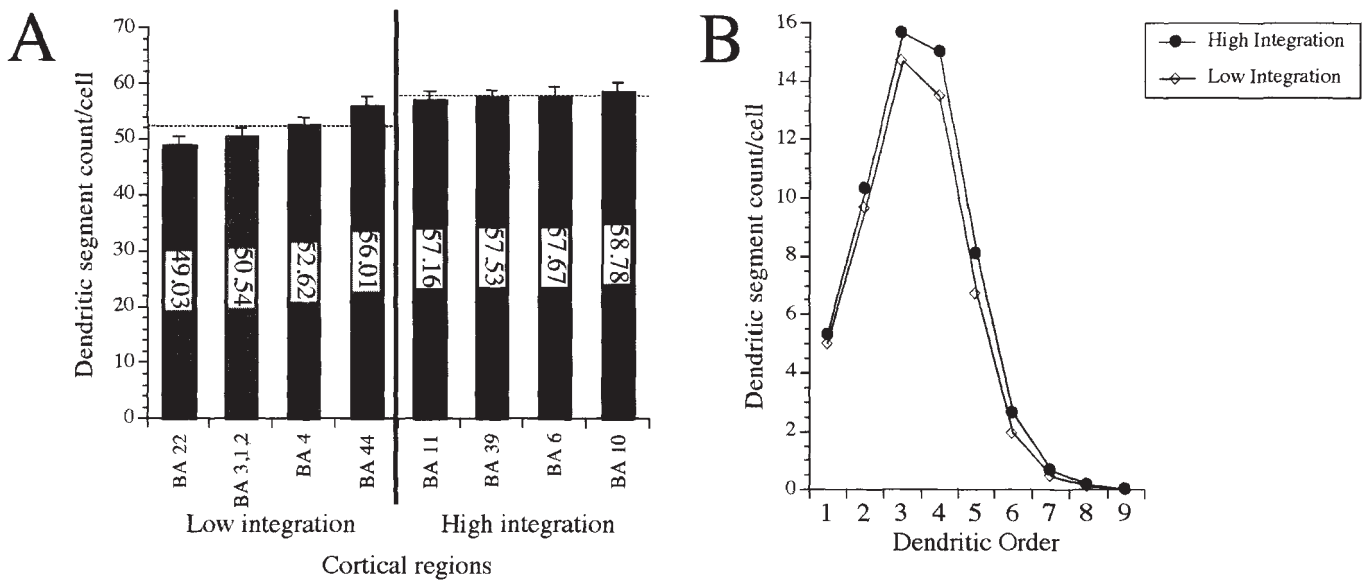 A
Dendritic segment count/cell
70
60
50
40
30
20
10
0
49.03
50.54
52.62
56.01
57.16
57.53
57.67
58.78
BA 22
BA 3,1,2
BA 4
BA 44
BA 11
BA 39
BA 6
BA 10
Low integration
High integration
Cortical regions
B
Dendritic segment count/cell
16
14
12
10
8
6
4
2
0
1 2 3 4 5 6 7 8 9
Dendritic Order
High Integration
Low Integration